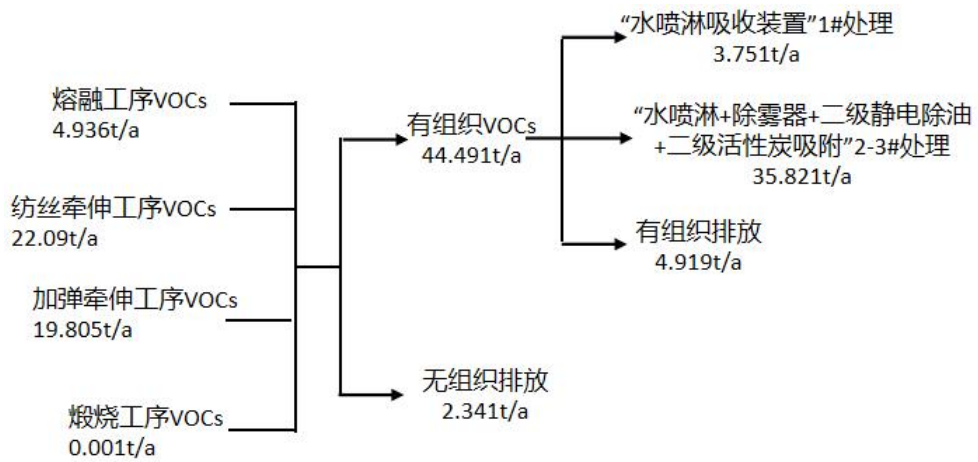 熔融工序VOCs
4.936t/a
纺丝牵伸工序VOCs
22.09t/a
加弹牵伸工序VOCs
19.805t/a
煅烧工序VOCs
0.001t/a
有组织VOCs
44.491t/a
无组织排放
2.341t/a
“水喷淋吸收装置”1#处理
3.751t/a
“水喷淋+除雾器+二级静电除油
+二级活性炭吸附”2-3#处理
35.821t/a
有组织排放
4.919t/a